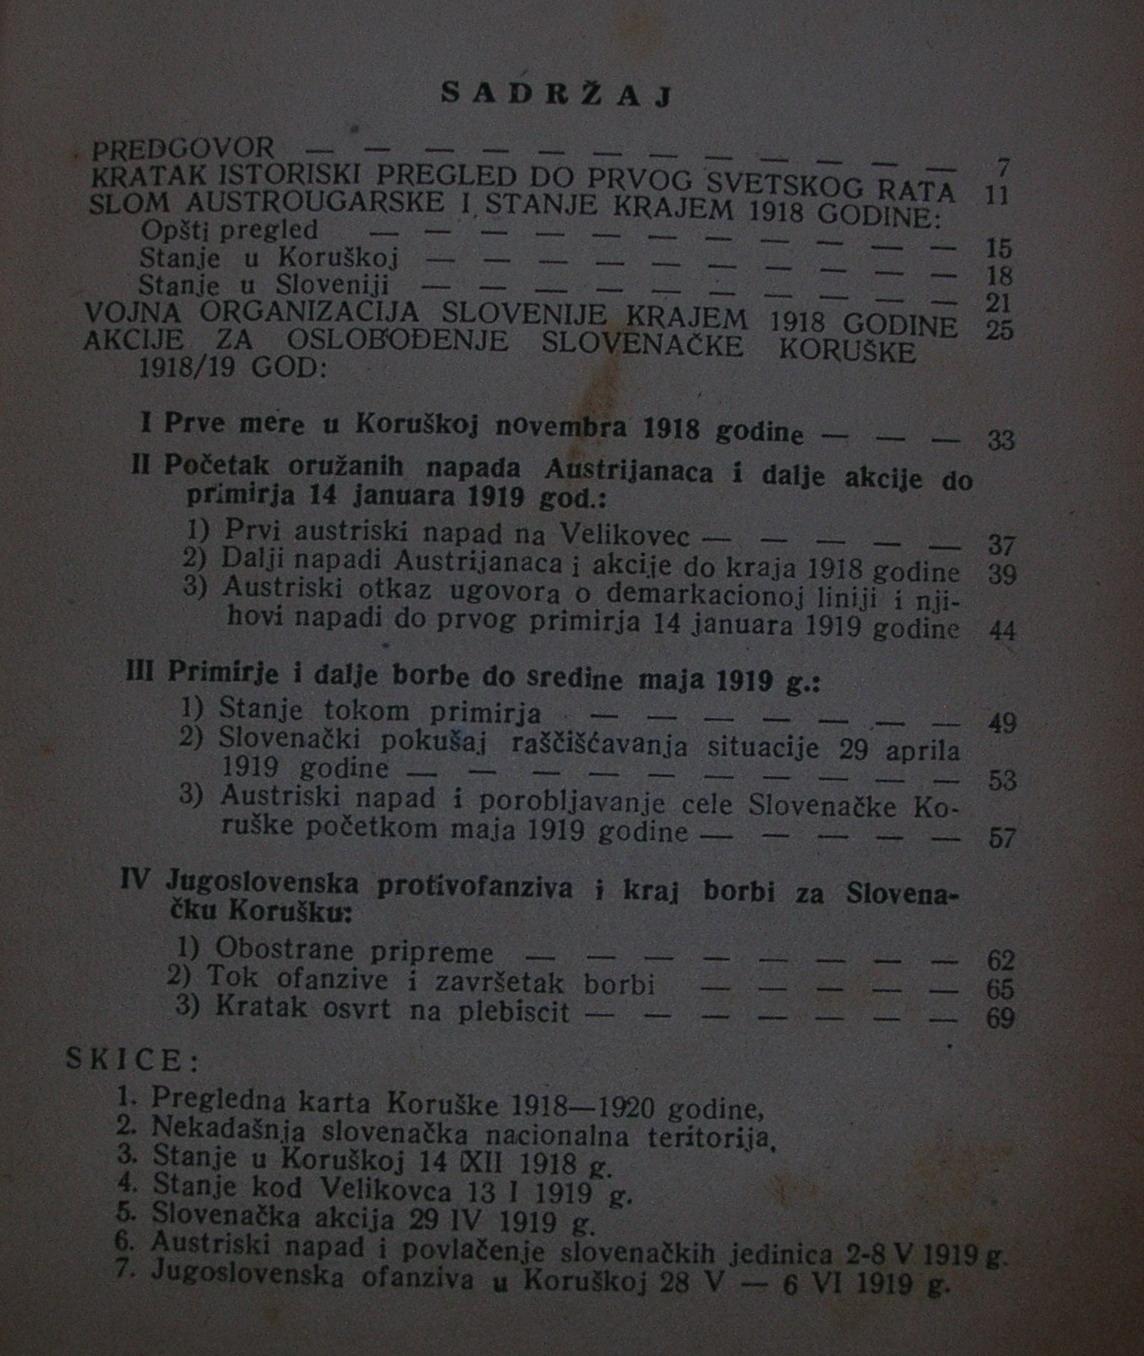 SADRŽAJ
PREDGOVOR — — — — — — — — — — — — 7
KRATAK ISTORISKI PREGLED DO PRVOG SVETSKOG RATA 11
SLOM AUSTROUGARSKE I STANJE KRAJEM 1918 GODINE:
Opšti pregled — — — — — — — — — — — 15
Stanje u Koruškoj — — — — — — — — — — 18
Stanje u Sloveniji — — — — — — — — — — 21
VOJNA ORGANIZACIJA SLOVENIJE KRAJEM 1918 GODINE 25
AKCIJE ZA OSLOBOĐENJE SLOVENAČKE KORUŠKE
1918/19 GOD:
I Prve mere u Koruškoj novembra 1918 godine — — — 33
II Početak oružanih napada Austrijanaca i dalje akcije do
primirja 14 januara 1919 god.:
1) Prvi austriski napad na Velikovec — — — — — 37
2) Dalji napadi Austrijanaca i akcije do kraja 1918 godine 39
3) Austriski otkaz ugovora o demarkacionoj liniji i nji-
hovi napadi do prvog primirja 14 januara 1919 godine 44
III Primirje i dalje borbe do sredine maja 1919 g.:
1) Stanje tokom primirja — — — — — — — 49
2) Slovenački pokušaj raščišćavanja situacije 29 aprila
1919 godine — — — — — — — — — — 53
3) Austriski napad i porobljavanje cele Slovenačke Ko-
ruške početkom maja 1919 godine — — — — — 57
IV Jugoslovenska protivofanziva i kraj borbi za Slovena-
čku Korušku:
1) Obostrane pripreme — — — — — — — — 62
2) Tok ofanzive i završetak borbi — — — — — 65
3) Kratak osvrt na plebiscit — — — — — — — 69
SKICE:
1. Pregledna karta Koruške 1918—1920 godine,
2. Nekadašnja slovenačka nacionalna teritorija,
3. Stanje u Koruškoj 14 XII 1918 g.
4. Stanje kod Velikovca 13 I 1919 g.
5. Slovenačka akcija 29 IV 1919 g.
6. Austriski napad i povlačenje slovenačkih jedinica 2-8 V 1919 g.
7. Jugoslovenska ofanziva u Koruškoj 28 V — 6 VI 1919 g.